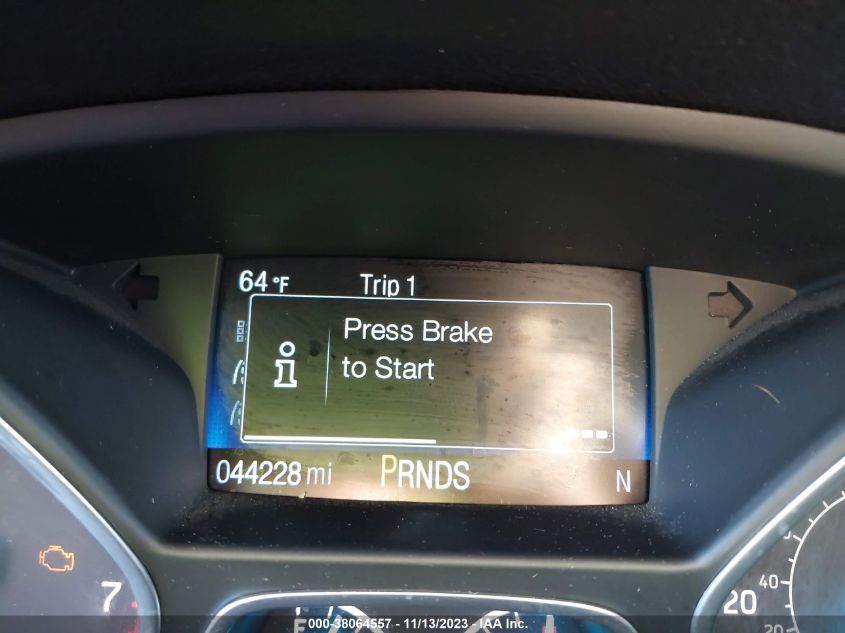 64°F Trip 1
Press Brake
to Start
044228 mi PRNDS N
7
20
40
20
F
000-38064557 - 11/13/2023 - IAA Inc.